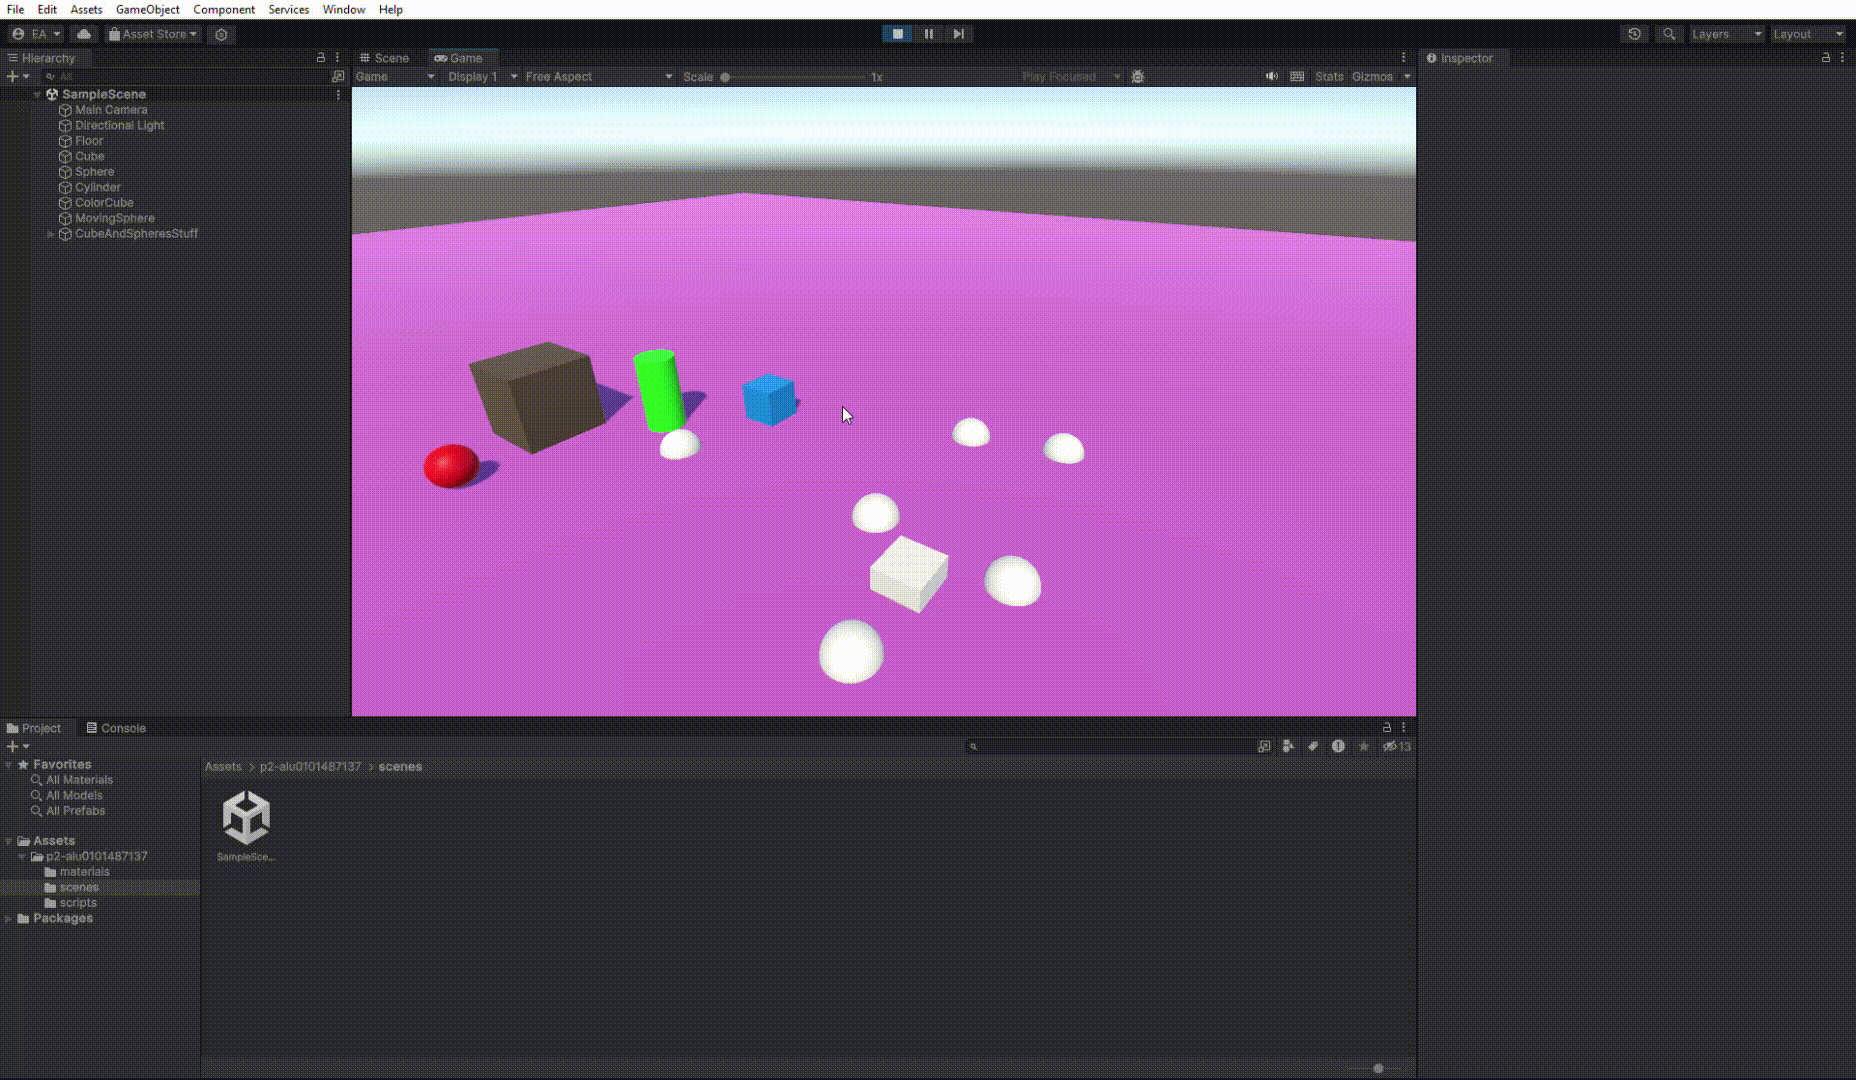 File Edit Assets GameObject Component Services Window Help
EA Asset Store Layers Layout
Hierarchy
All
SampleScene
Main Camera
Directional Light
Floor
Cube
Sphere
Cylinder
ColorCube
MovingSphere
CubeAndSpheresStuff
Scene Game
Game Display 1 Free Aspect Scale 1x Play Focused Stats Gizmos
Inspector
Project Console
13
Favorites
All Materials
All Models
All Prefabs
Assets
p2-alu0101487137
materials
scenes
scripts
Packages
Assets > p2-alu0101487137 > scenes
SampleSce...